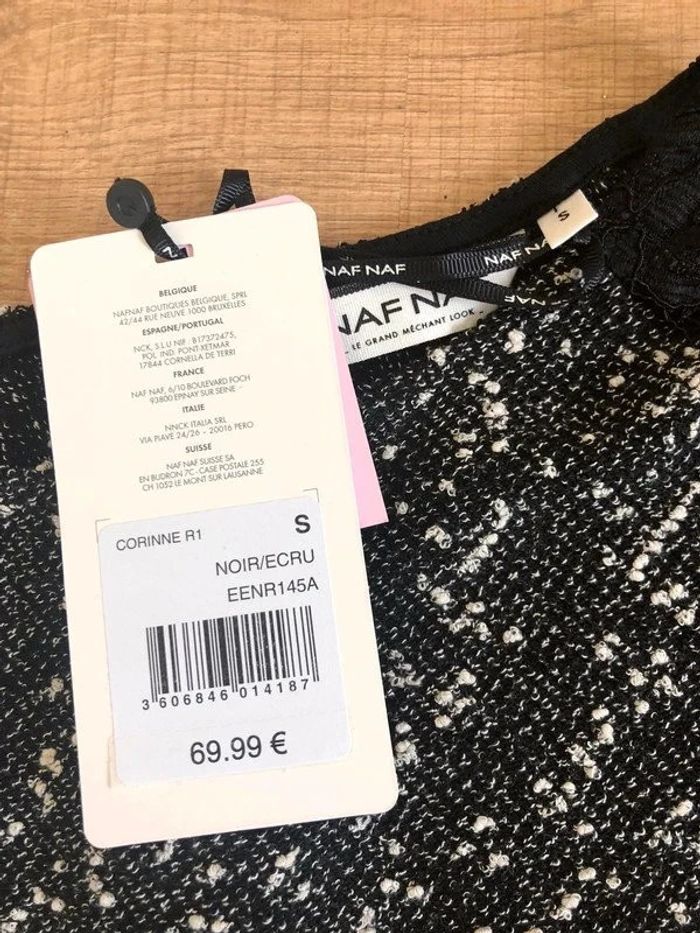 BELGIQUE
NAFNAF BOUTIQUES BELGIQUE, SPRL
42/44 RUE NEUVE 1000 BRUXELLES
ESPAGNE/PORTUGAL
NCK, S.L.U NIF : B17372475,
POL. IND. PONT-XETMAR
17844 CORNELLA DE TERRI
FRANCE
NAF NAF, 6/10 BOULEVARD FOCH
93800 EPINAY SUR SEINE -
ITALIE
NNCK ITALIA SRL
VIA PIAVE 24/26 - 20016 PERO
SUISSE
NAF NAF SUISSE SA
EN BUDRON 7C - CASE POSTALE 255
CH 1052 LE MONT SUR LAUSANNE
CORINNE R1 S
NOIR/ECRU
EENR145A
3 606846 014187
69.99 €
NAF NAF
NAF N
S
NAF NA
LE GRAND MÉCHANT LOOK